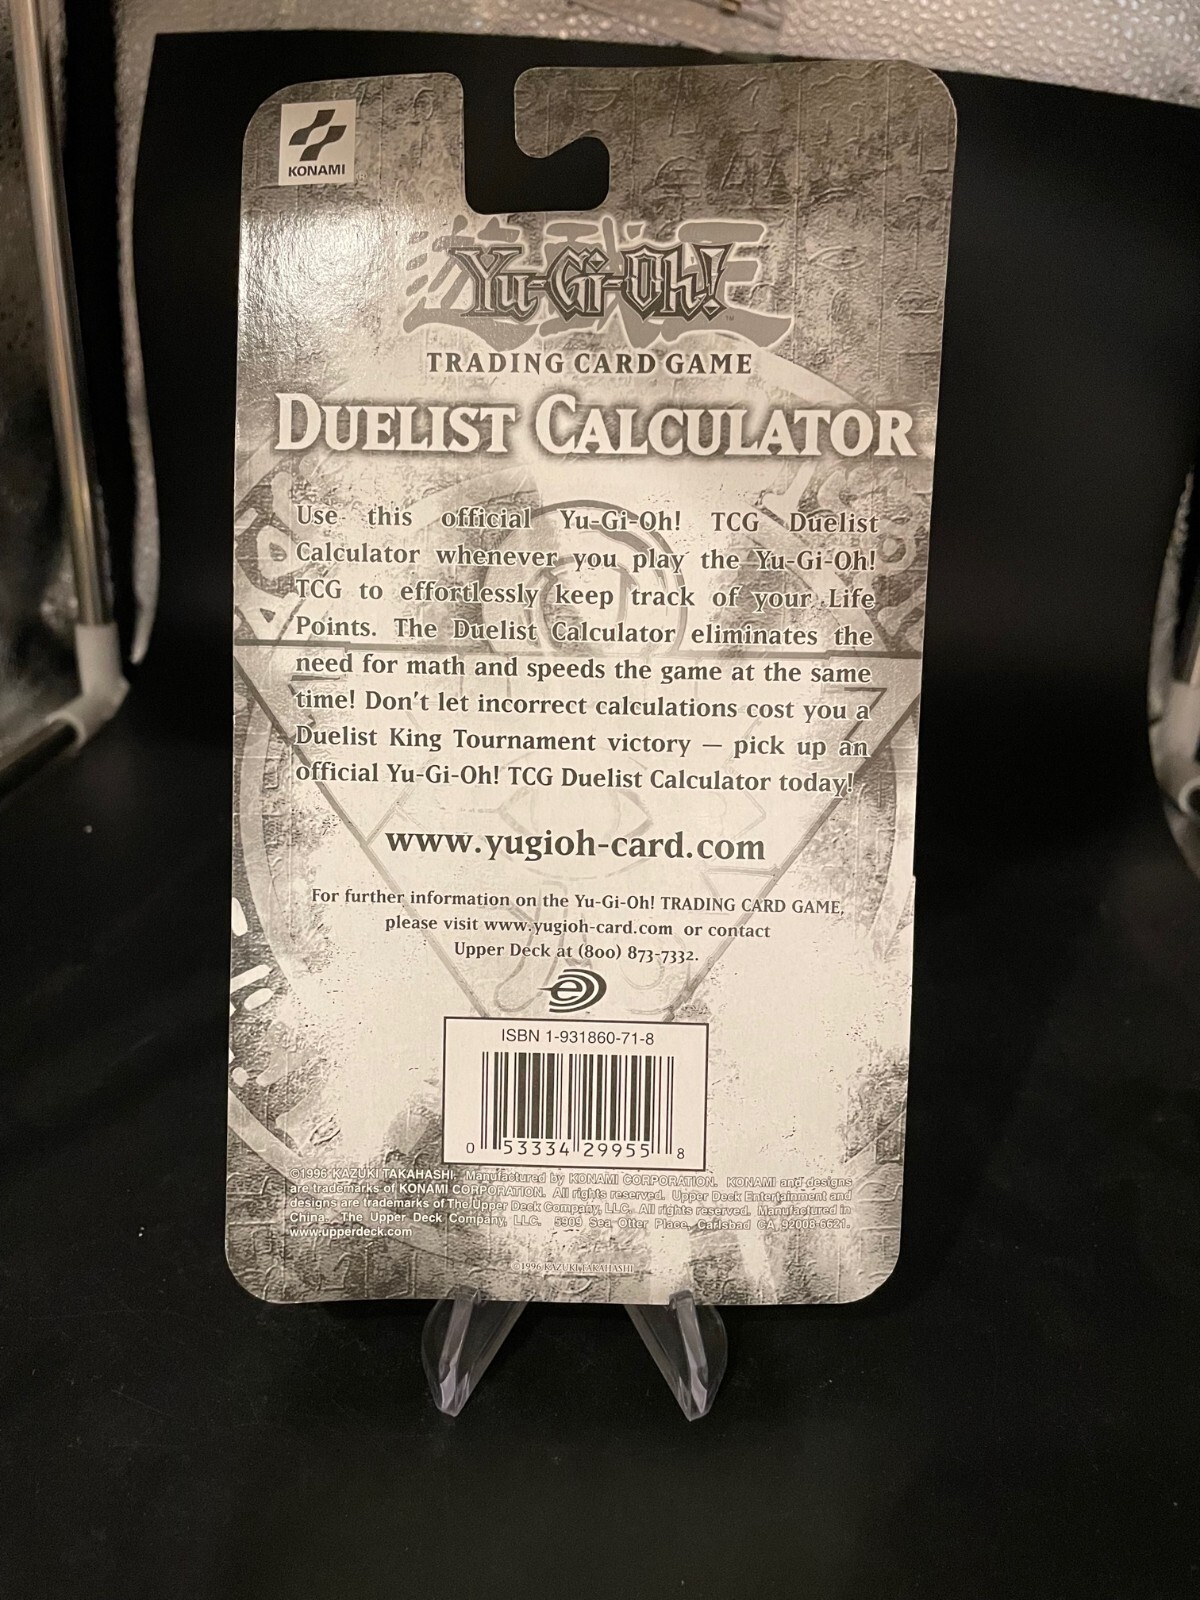 KONAMI
®
遊戯王
Yu-Gi-Oh!
TRADING CARD GAME
DUELIST CALCULATOR
Use this official Yu-Gi-Oh! TCG Duelist
Calculator whenever you play the Yu-Gi-Oh!
TCG to effortlessly keep track of your Life
Points. The Duelist Calculator eliminates the
need for math and speeds the game at the same
time! Don't let incorrect calculations cost you a
Duelist King Tournament victory — pick up an
official Yu-Gi-Oh! TCG Duelist Calculator today!
www.yugioh-card.com
For further information on the Yu-Gi-Oh! TRADING CARD GAME,
please visit www.yugioh-card.com or contact
Upper Deck at (800) 873-7332.
ISBN 1-931860-71-8
0 53334 29955 8
©1996 KAZUKI TAKAHASHI. Manufactured by KONAMI CORPORATION. KONAMI and designs
are trademarks of KONAMI CORPORATION. All rights reserved. Upper Deck Entertainment and
designs are trademarks of The Upper Deck Company, LLC. All rights reserved. Manufactured in
China. The Upper Deck Company, LLC. 5909 Sea Otter Place, Carlsbad CA 92008-6621.
www.upperdeck.com
©1996 KAZUKI TAKAHASHI